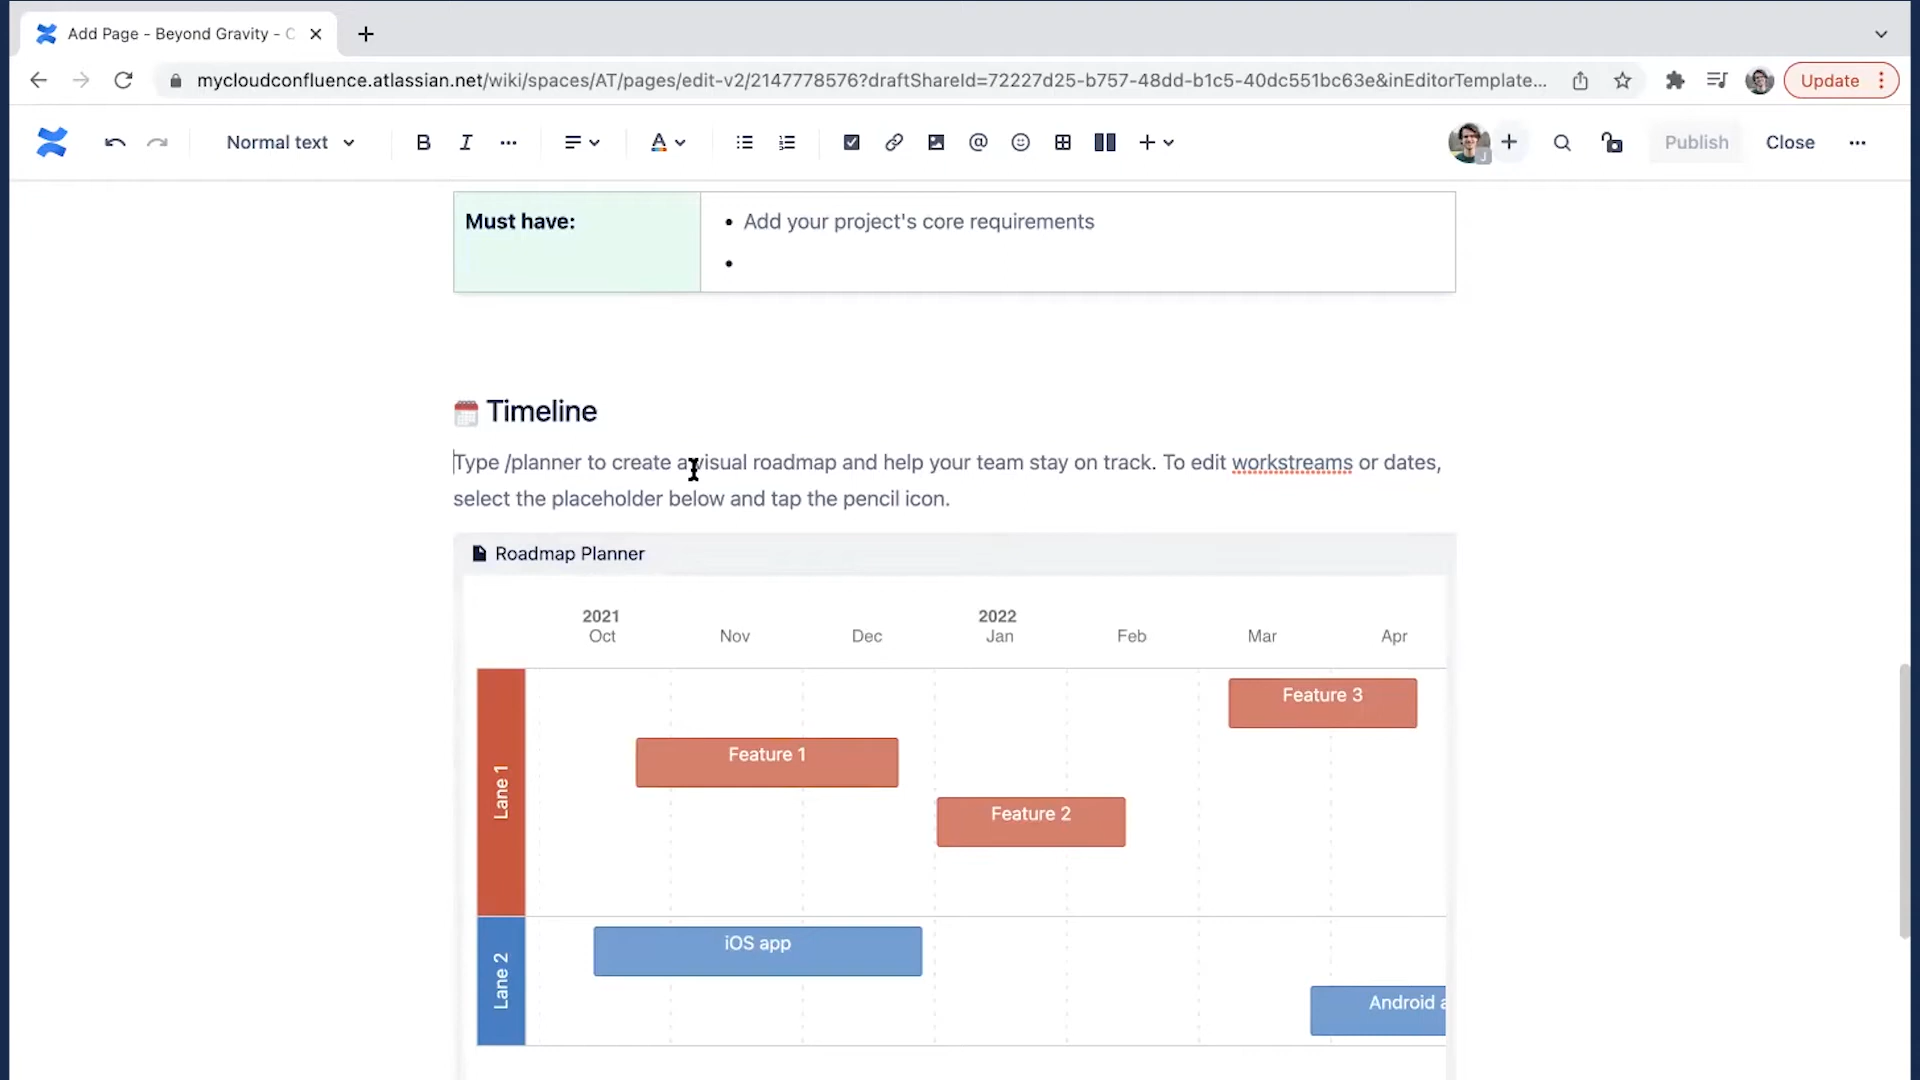 Add Page - Beyond Gravity - C
mycloudconfluence.atlassian.net/wiki/spaces/AT/pages/edit-v2/2147778576?draftShareId=72227d25-b757-48dd-b1c5-40dc551bc63e&inEditorTemplate...
Update
Normal text
B I A @ J Publish Close
Must have:
• Add your project's core requirements
•
Timeline
Type /planner to create a visual roadmap and help your team stay on track. To edit workstreams or dates,
select the placeholder below and tap the pencil icon.
Roadmap Planner
2021 2022
Oct Nov Dec Jan Feb Mar Apr
Lane 1
Feature 3
Feature 1
Feature 2
Lane 2
iOS app
Android a